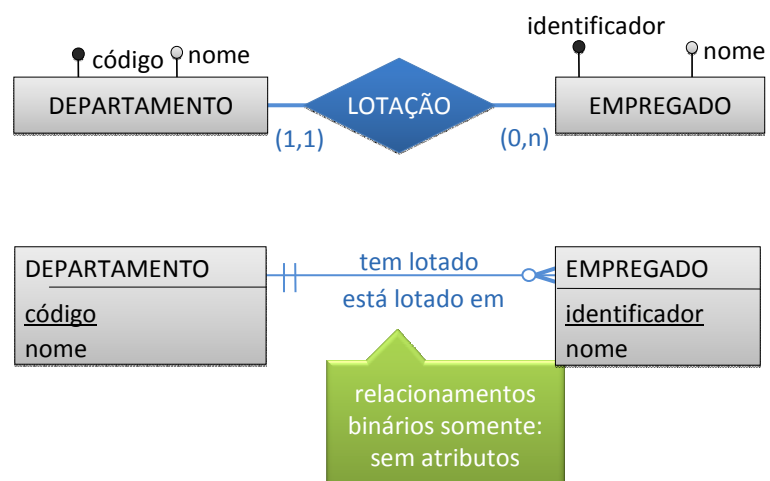 identificador
código nome
nome
DEPARTAMENTO LOTAÇÃO EMPREGADO
(1,1) (0,n)
DEPARTAMENTO
código
nome
tem lotado
está lotado em
EMPREGADO
identificador
nome
relacionamentos
binários somente:
sem atributos